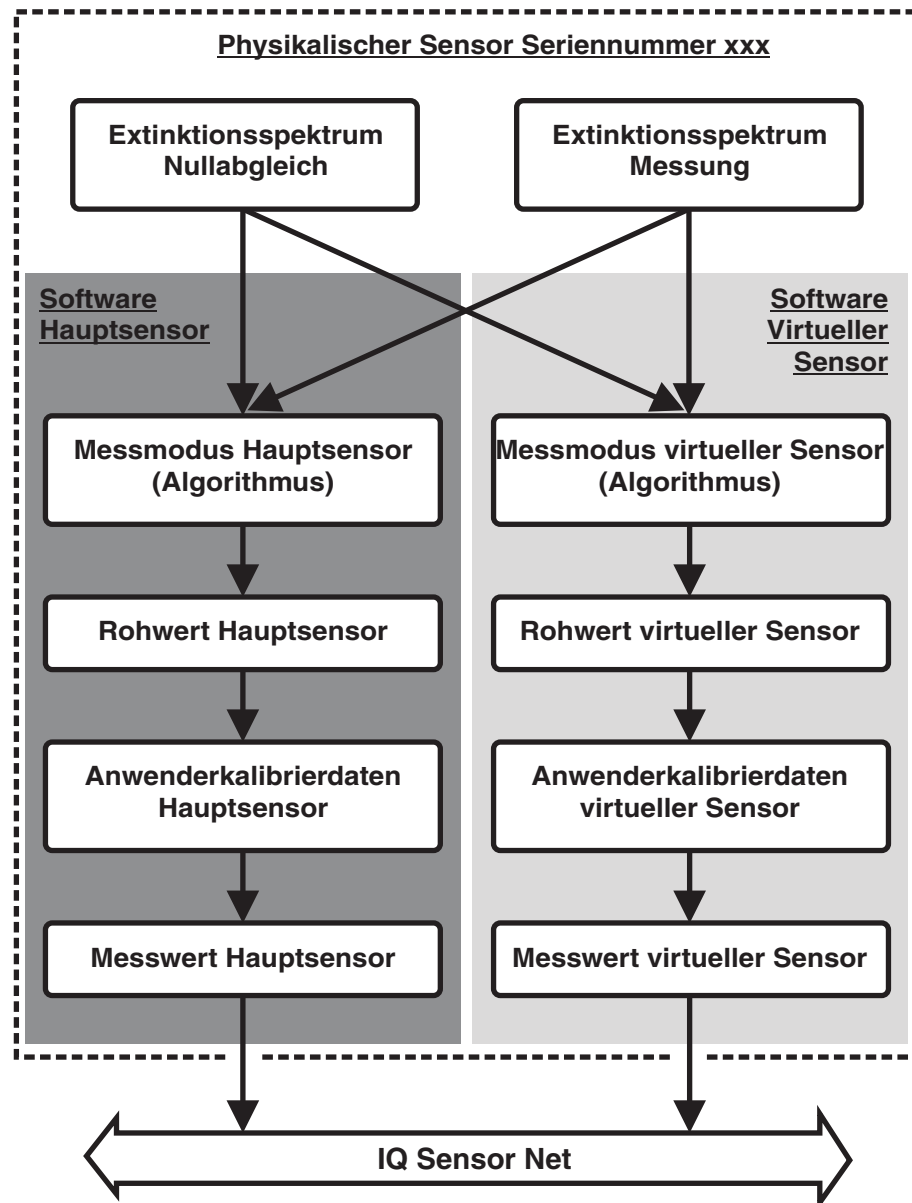 Physikalischer Sensor Seriennummer xxx
Extinktionsspektrum
Nullabgleich
Extinktionsspektrum
Messung
Software
Hauptsensor
Software
Virtueller
Sensor
Messmodus Hauptsensor
(Algorithmus)
Messmodus virtueller Sensor
(Algorithmus)
Rohwert Hauptsensor
Rohwert virtueller Sensor
Anwenderkalibrierdaten
Hauptsensor
Anwenderkalibrierdaten
virtueller Sensor
Messwert Hauptsensor
Messwert virtueller Sensor
IQ Sensor Net